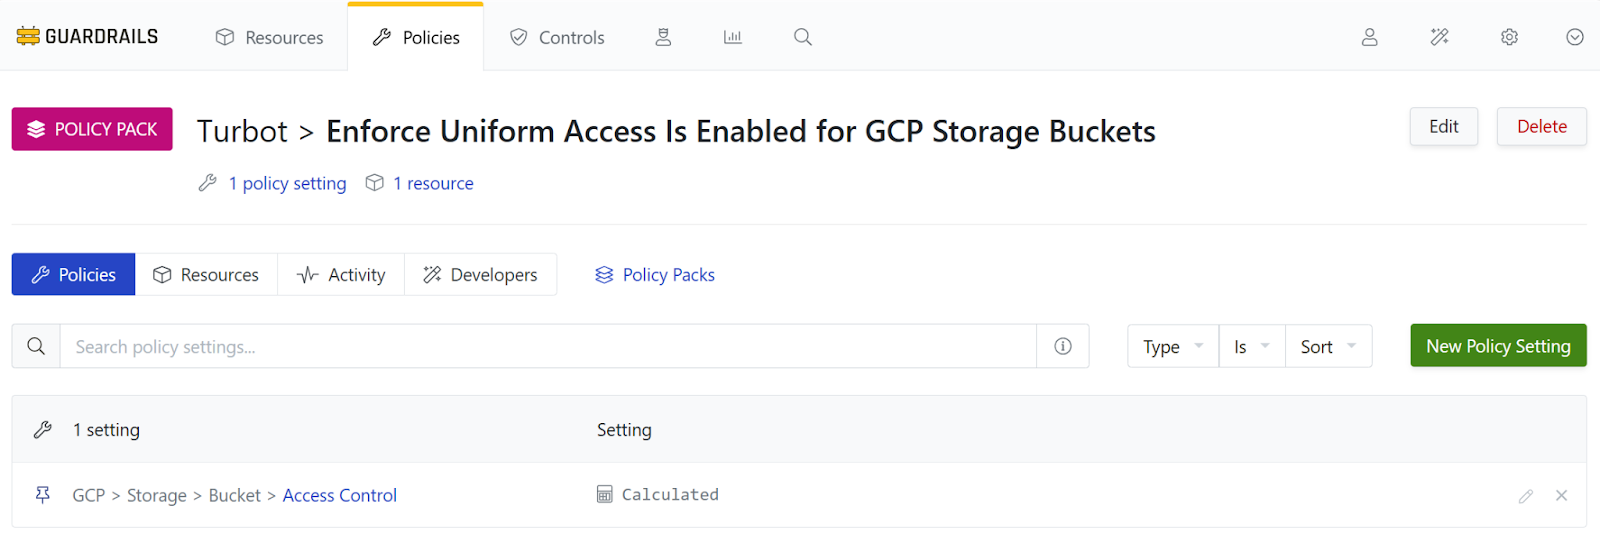 GUARDRAILS Resources Policies Controls
POLICY PACK Turbot > Enforce Uniform Access Is Enabled for GCP Storage Buckets Edit Delete
1 policy setting 1 resource
Policies Resources Activity Developers Policy Packs
Search policy settings... Type Is Sort New Policy Setting
1 setting Setting
GCP > Storage > Bucket > Access Control Calculated